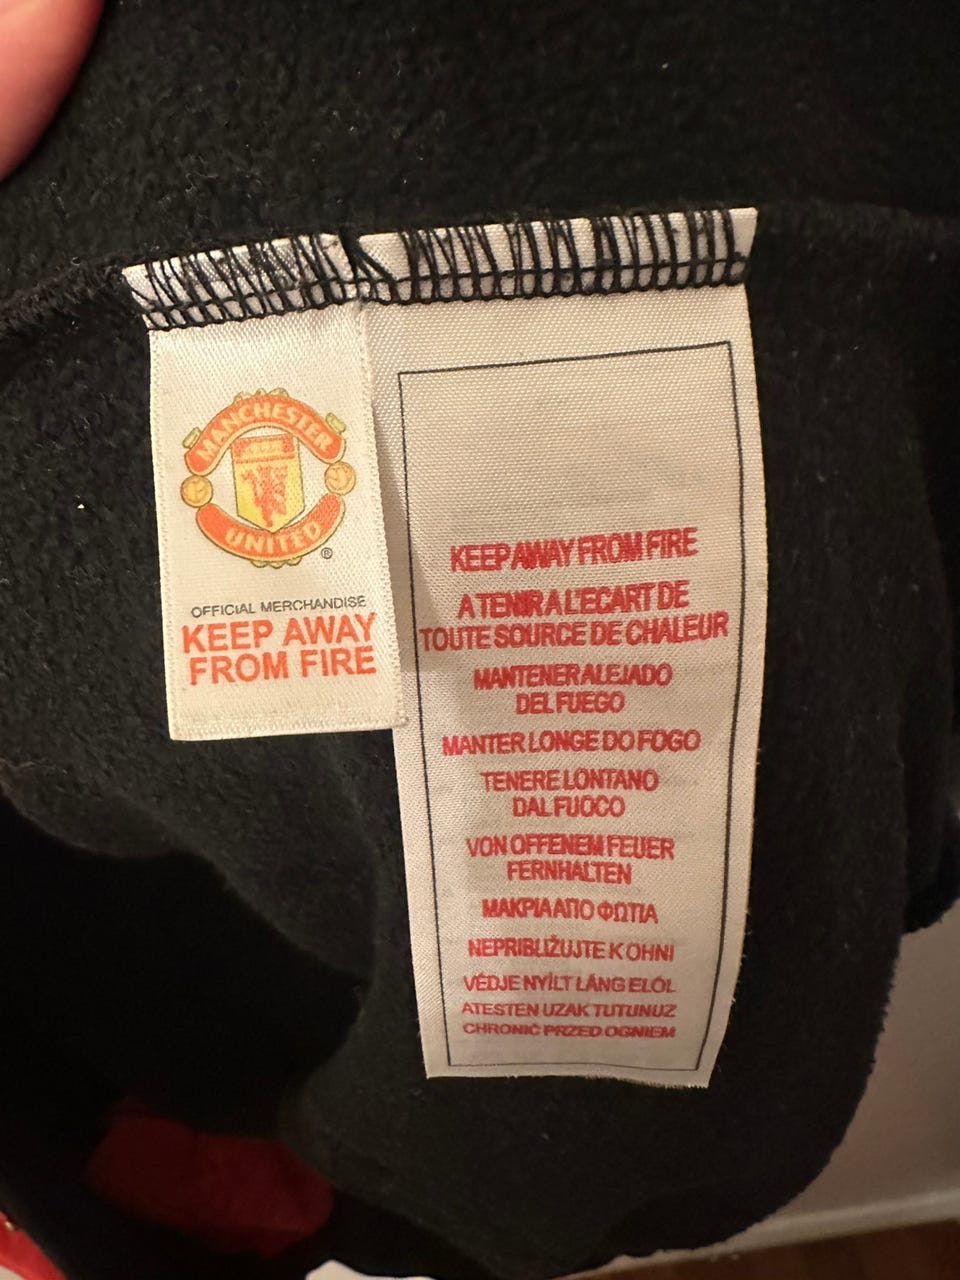 MANCHESTER
UNITED
®
OFFICIAL MERCHANDISE
KEEP AWAY
FROM FIRE
KEEP AWAY FROM FIRE
A TENIR A L'ECART DE
TOUTE SOURCE DE CHALEUR
MANTENER ALEJADO
DEL FUEGO
MANTER LONGE DO FOGO
TENERE LONTANO
DAL FUOCO
VON OFFENEM FEUER
FERNHALTEN
ΜΑΚΡΙΑ ΑΠΟ ΦΩΤΙΑ
NEPRIBLIŽUJTE K OHNI
VÉDJE NYÍLT LÁNG ELŐL
ATESTEN UZAK TUTUNUZ
CHRONIĆ PRZED OGNIEM